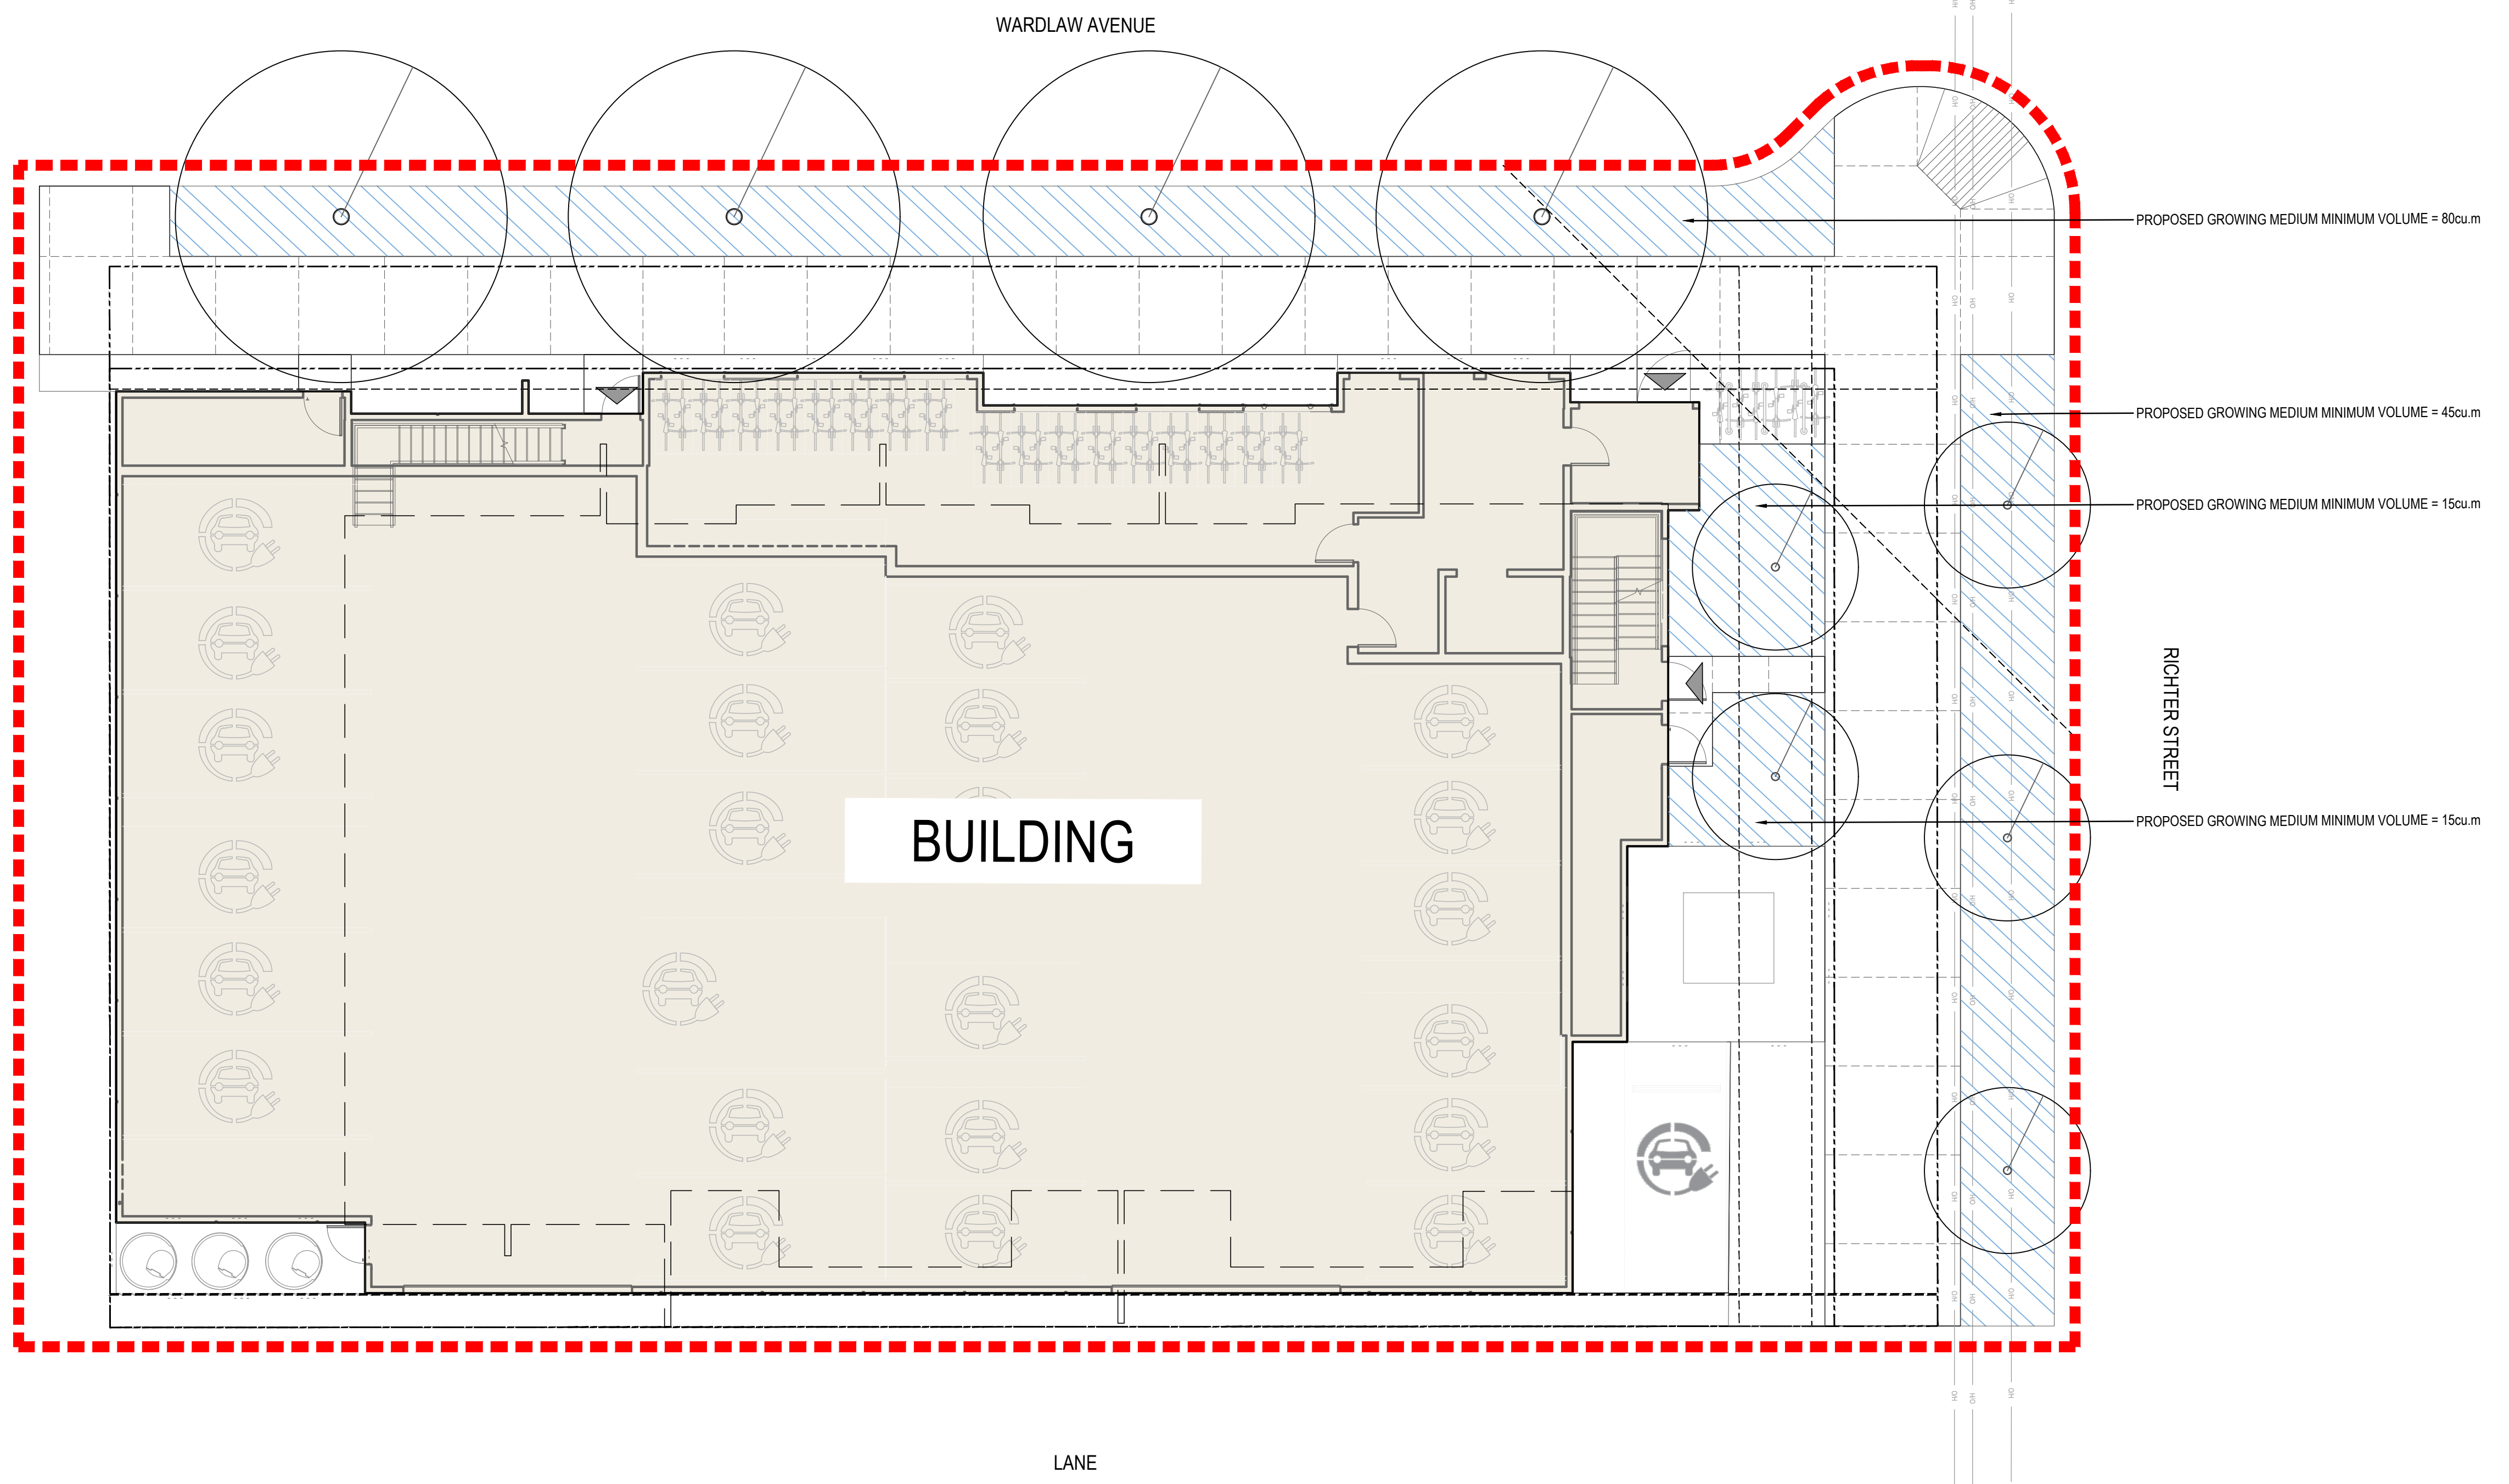 WARDLAW AVENUE
PROPOSED GROWING MEDIUM MINIMUM VOLUME = 80cu.m
PROPOSED GROWING MEDIUM MINIMUM VOLUME = 45cu.m
PROPOSED GROWING MEDIUM MINIMUM VOLUME = 15cu.m
RICHTER STREET
BUILDING
PROPOSED GROWING MEDIUM MINIMUM VOLUME = 15cu.m
LANE